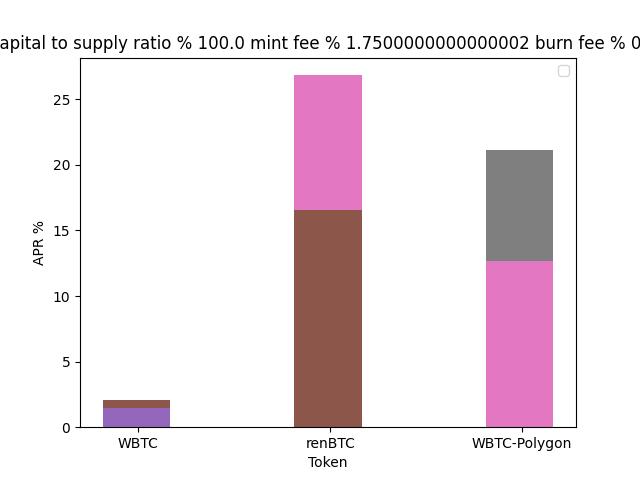 apital to supply ratio % 100.0 mint fee % 1.7500000000000002 burn fee % 0
25
20
15
10
5
0
APR %
WBTC
renBTC
WBTC-Polygon
Token